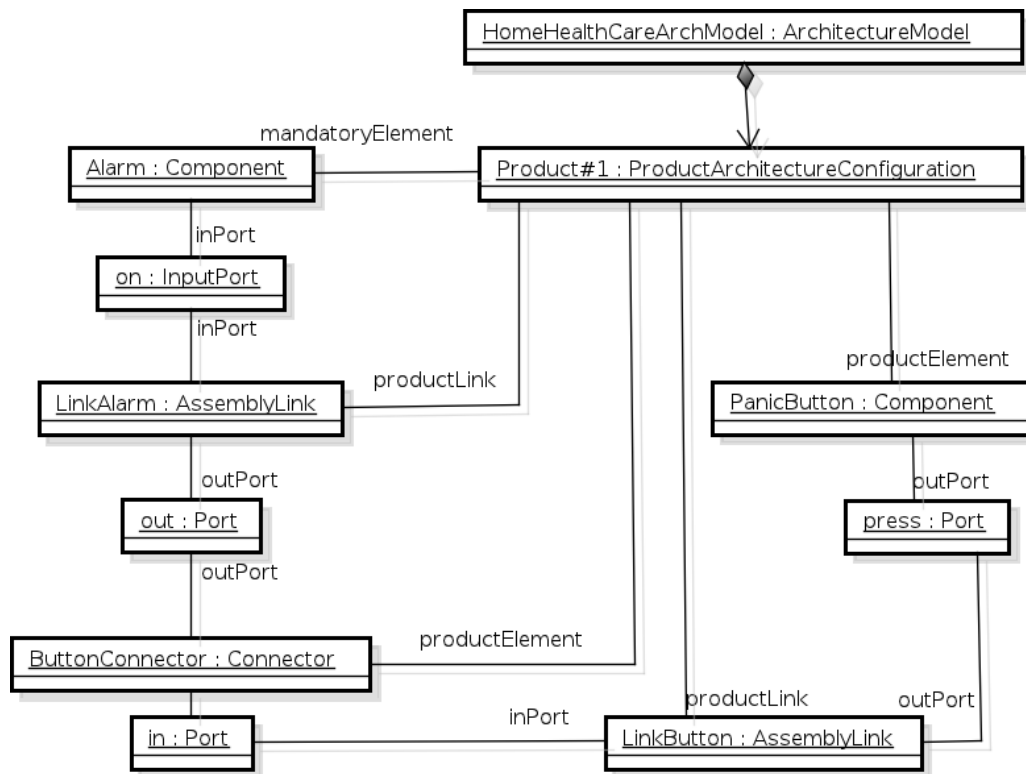 HomeHealthCareArchModel : ArchitectureModel
mandatoryElement
Alarm : Component
Product#1 : ProductArchitectureConfiguration
inPort
on : InputPort
inPort
productElement
productLink
LinkAlarm : AssemblyLink
PanicButton : Component
outPort
outPort
out : Port
press : Port
outPort
productElement
ButtonConnector : Connector
productLink
outPort
inPort
in : Port
LinkButton : AssemblyLink